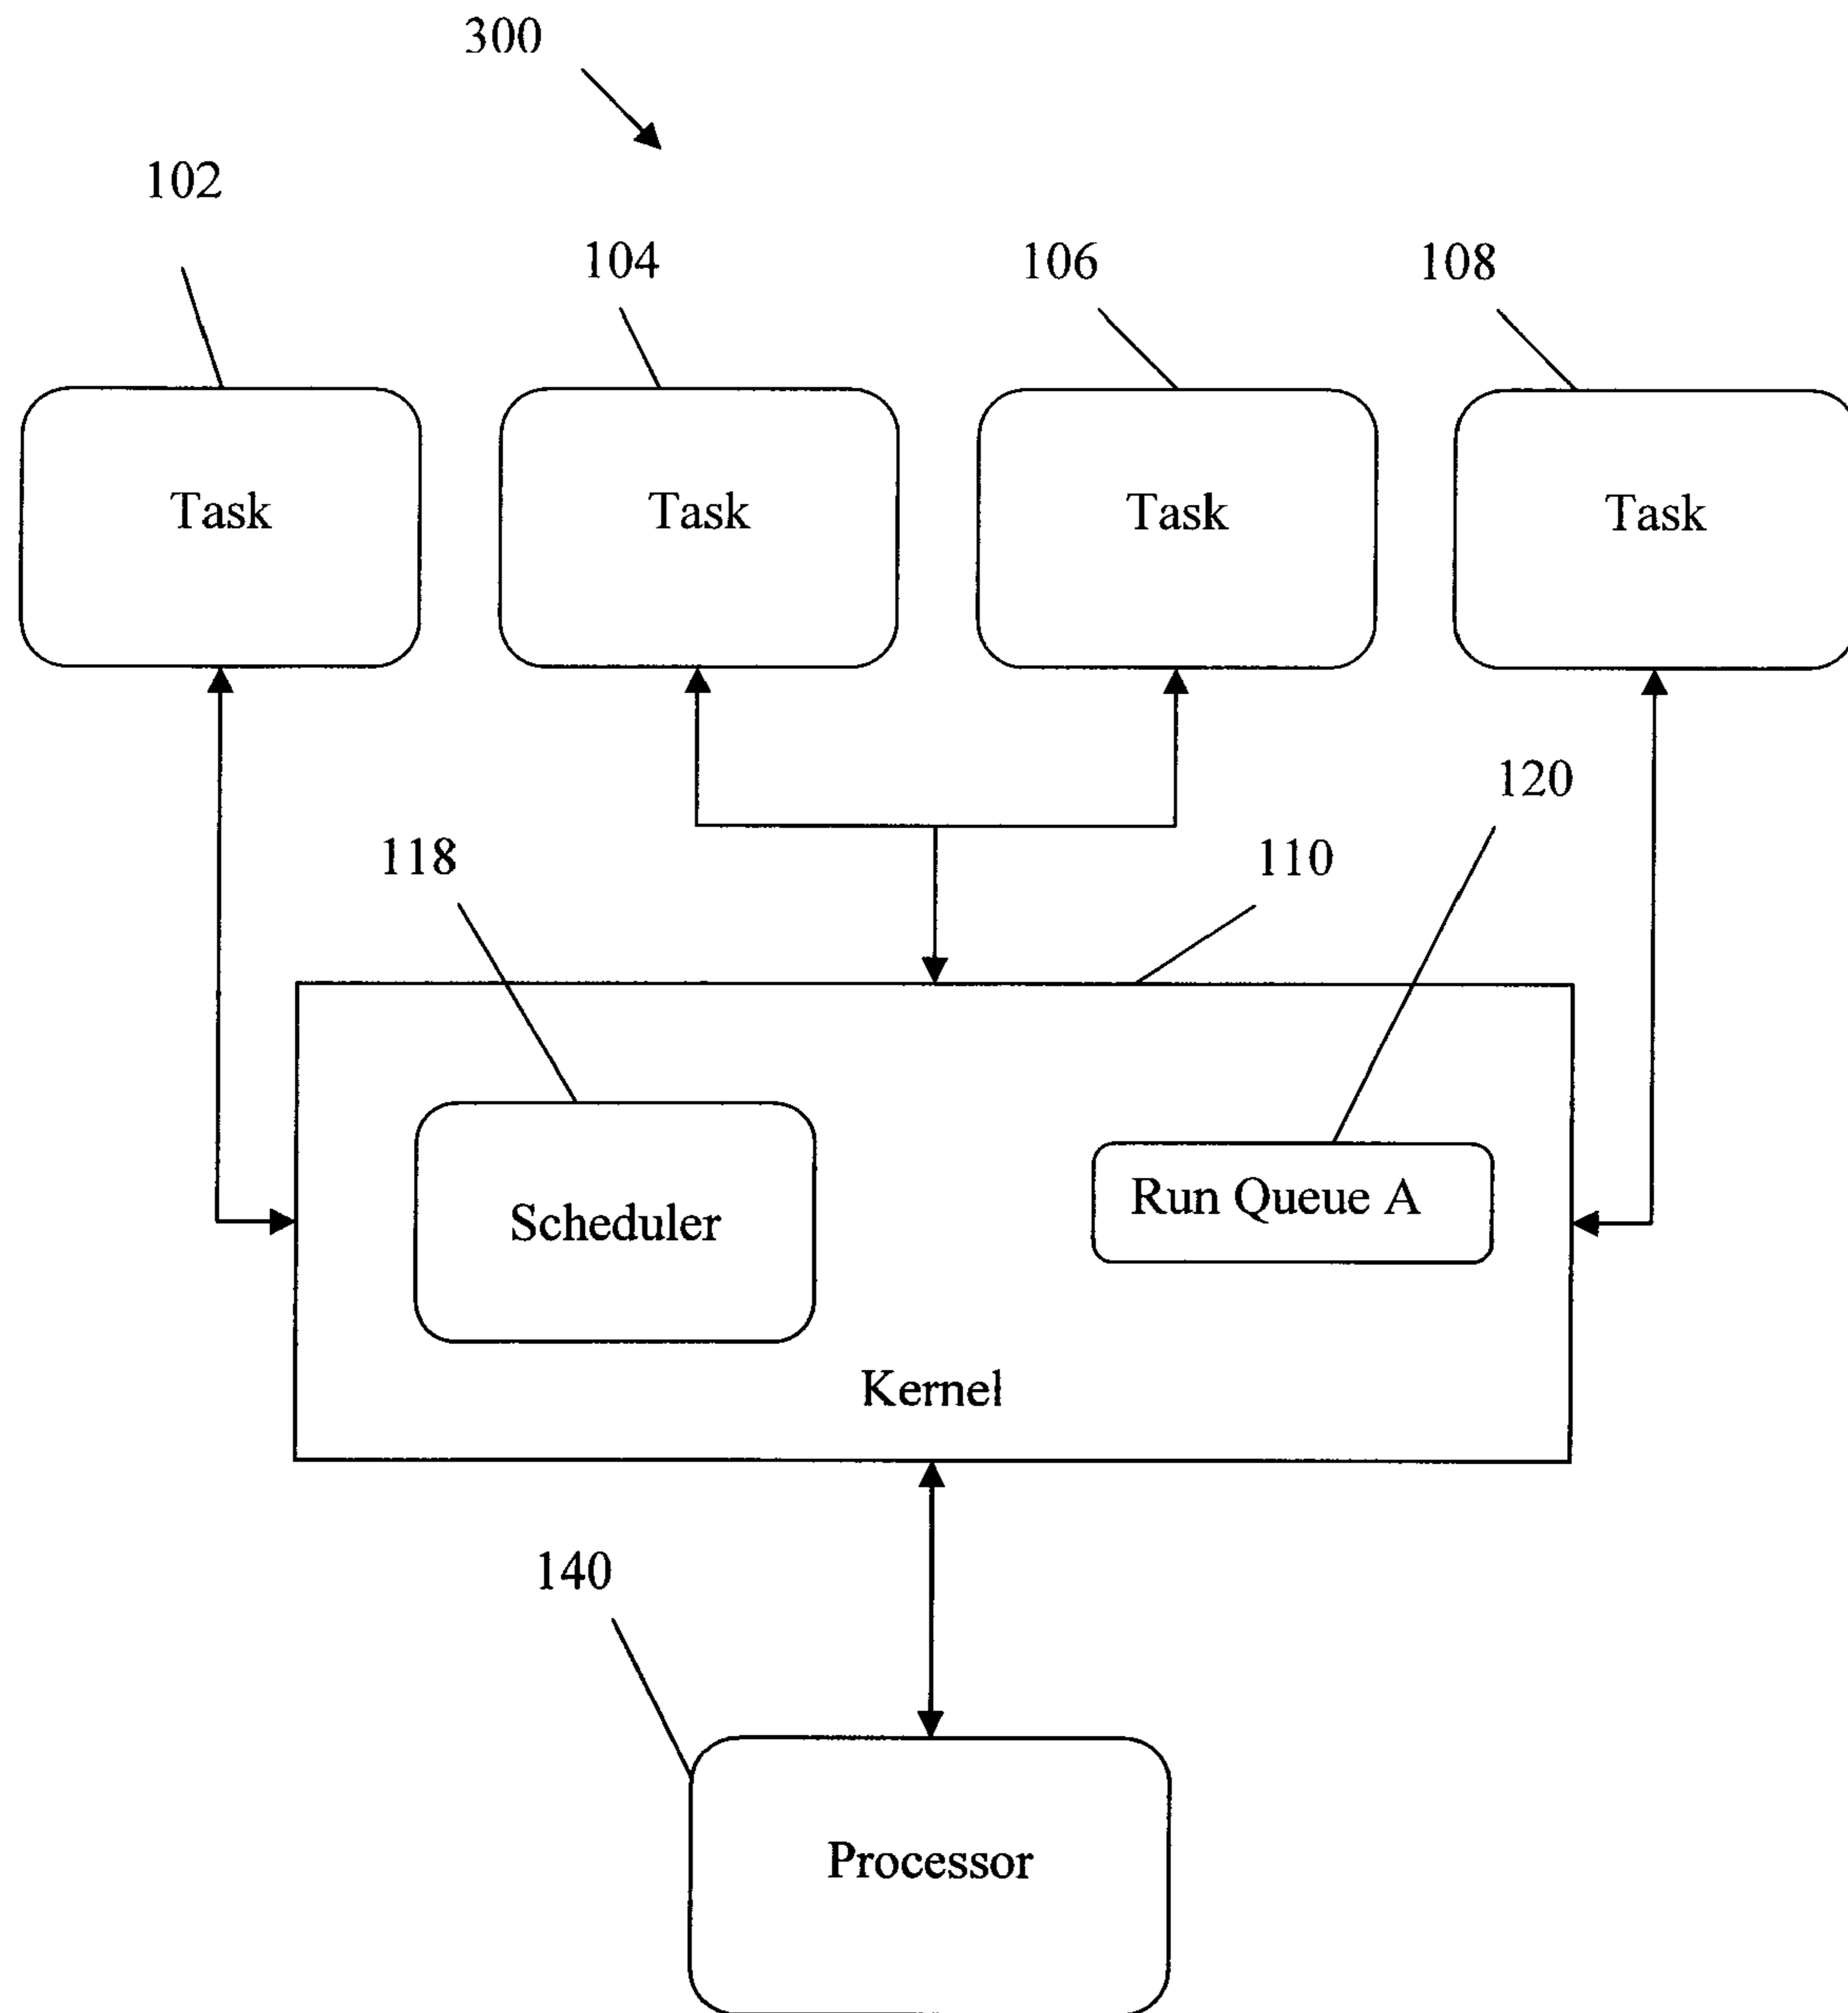 300
102
104
106
108
Task
Task
Task
Task
120
118
110
Scheduler
Run Queue A
Kernel
140
Processor